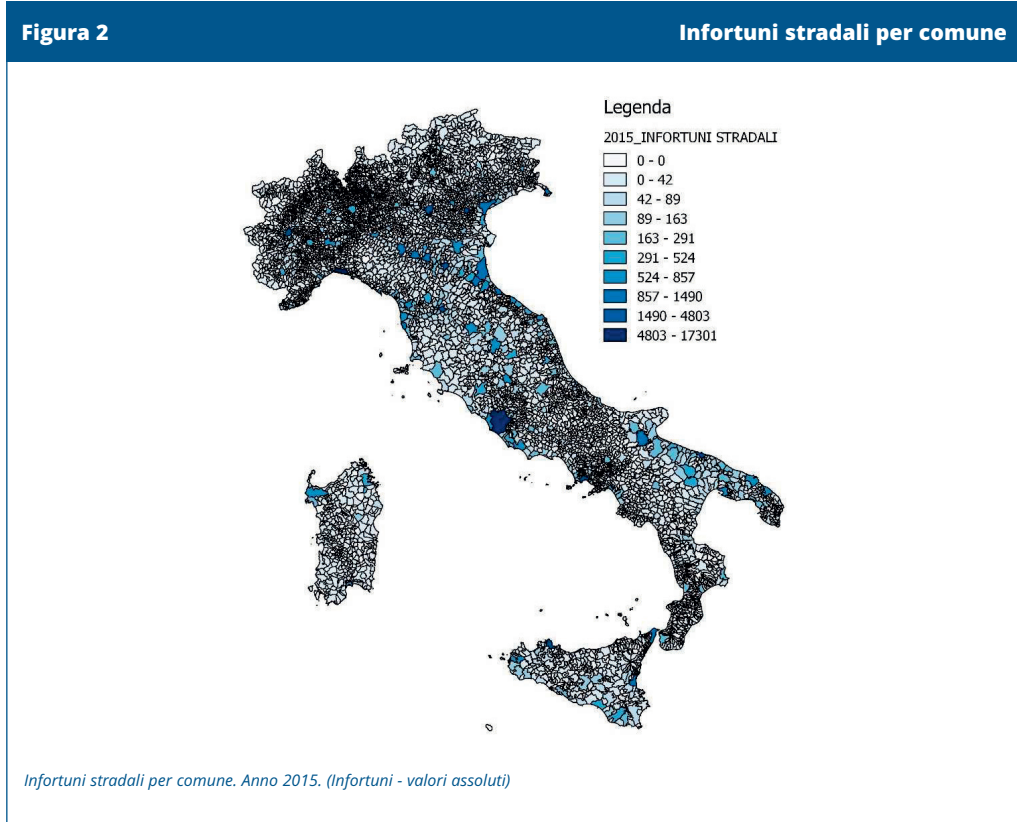 Figura 2
Infortuni stradali per comune
Legenda
2015_INFORTUNI STRADALI
0 - 0
0 - 42
42 - 89
89 - 163
163 - 291
291 - 524
524 - 857
857 - 1490
1490 - 4803
4803 - 17301
Infortuni stradali per comune. Anno 2015. (Infortuni - valori assoluti)